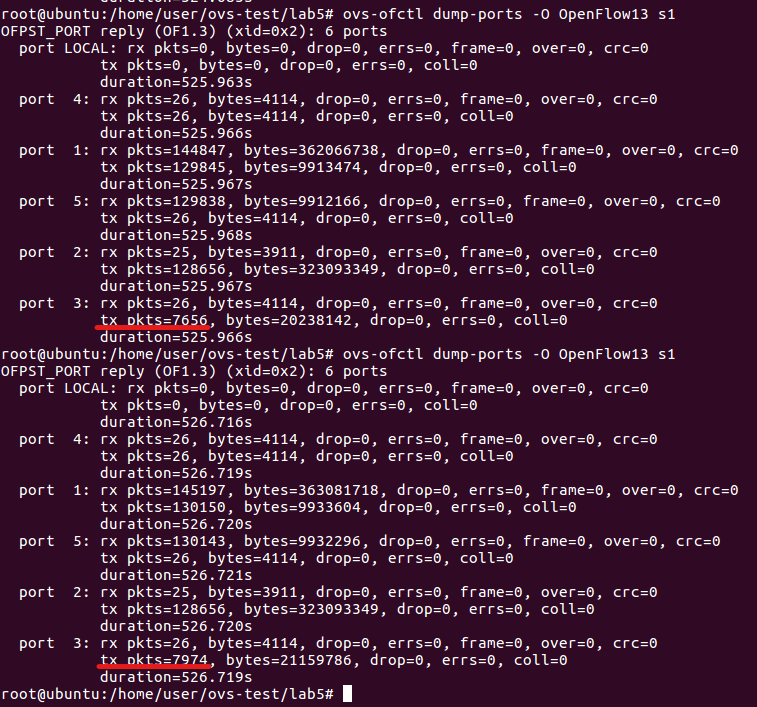 root@ubuntu:/home/user/ovs-test/lab5# ovs-ofctl dump-ports -O OpenFlow13 s1
OFPST_PORT reply (OF1.3) (xid=0x2): 6 ports
  port LOCAL: rx pkts=0, bytes=0, drop=0, errs=0, frame=0, over=0, crc=0
           tx pkts=0, bytes=0, drop=0, errs=0, coll=0
           duration=525.963s
  port  4: rx pkts=26, bytes=4114, drop=0, errs=0, frame=0, over=0, crc=0
           tx pkts=26, bytes=4114, drop=0, errs=0, coll=0
           duration=525.966s
  port  1: rx pkts=144847, bytes=362066738, drop=0, errs=0, frame=0, over=0, crc=0
           tx pkts=129845, bytes=9913474, drop=0, errs=0, coll=0
           duration=525.967s
  port  5: rx pkts=129838, bytes=9912166, drop=0, errs=0, frame=0, over=0, crc=0
           tx pkts=26, bytes=4114, drop=0, errs=0, coll=0
           duration=525.968s
  port  2: rx pkts=25, bytes=3911, drop=0, errs=0, frame=0, over=0, crc=0
           tx pkts=128656, bytes=323093349, drop=0, errs=0, coll=0
           duration=525.967s
  port  3: rx pkts=26, bytes=4114, drop=0, errs=0, frame=0, over=0, crc=0
           tx pkts=7656, bytes=20238142, drop=0, errs=0, coll=0
           duration=525.966s
root@ubuntu:/home/user/ovs-test/lab5# ovs-ofctl dump-ports -O OpenFlow13 s1
OFPST_PORT reply (OF1.3) (xid=0x2): 6 ports
  port LOCAL: rx pkts=0, bytes=0, drop=0, errs=0, frame=0, over=0, crc=0
           tx pkts=0, bytes=0, drop=0, errs=0, coll=0
           duration=526.716s
  port  4: rx pkts=26, bytes=4114, drop=0, errs=0, frame=0, over=0, crc=0
           tx pkts=26, bytes=4114, drop=0, errs=0, coll=0
           duration=526.719s
  port  1: rx pkts=145197, bytes=363081718, drop=0, errs=0, frame=0, over=0, crc=0
           tx pkts=130150, bytes=9933604, drop=0, errs=0, coll=0
           duration=526.720s
  port  5: rx pkts=130143, bytes=9932296, drop=0, errs=0, frame=0, over=0, crc=0
           tx pkts=26, bytes=4114, drop=0, errs=0, coll=0
           duration=526.721s
  port  2: rx pkts=25, bytes=3911, drop=0, errs=0, frame=0, over=0, crc=0
           tx pkts=128656, bytes=323093349, drop=0, errs=0, coll=0
           duration=526.720s
  port  3: rx pkts=26, bytes=4114, drop=0, errs=0, frame=0, over=0, crc=0
           tx pkts=7974, bytes=21159786, drop=0, errs=0, coll=0
           duration=526.719s
root@ubuntu:/home/user/ovs-test/lab5#